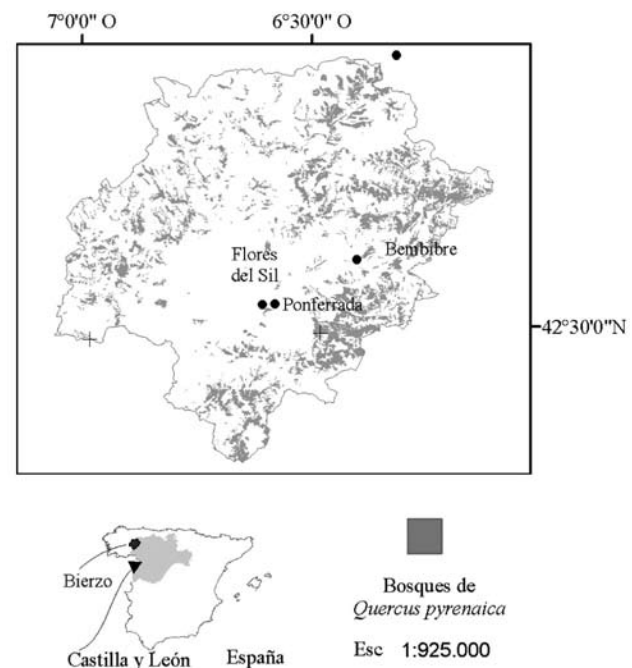 7°0'0" O
6°30'0" O
Flores
del Sil
Bembibre
Ponferrada
42°30'0"N
Bierzo
Castilla y León
España
Bosques de
Quercus pyrenaica
Esc 1:925.000